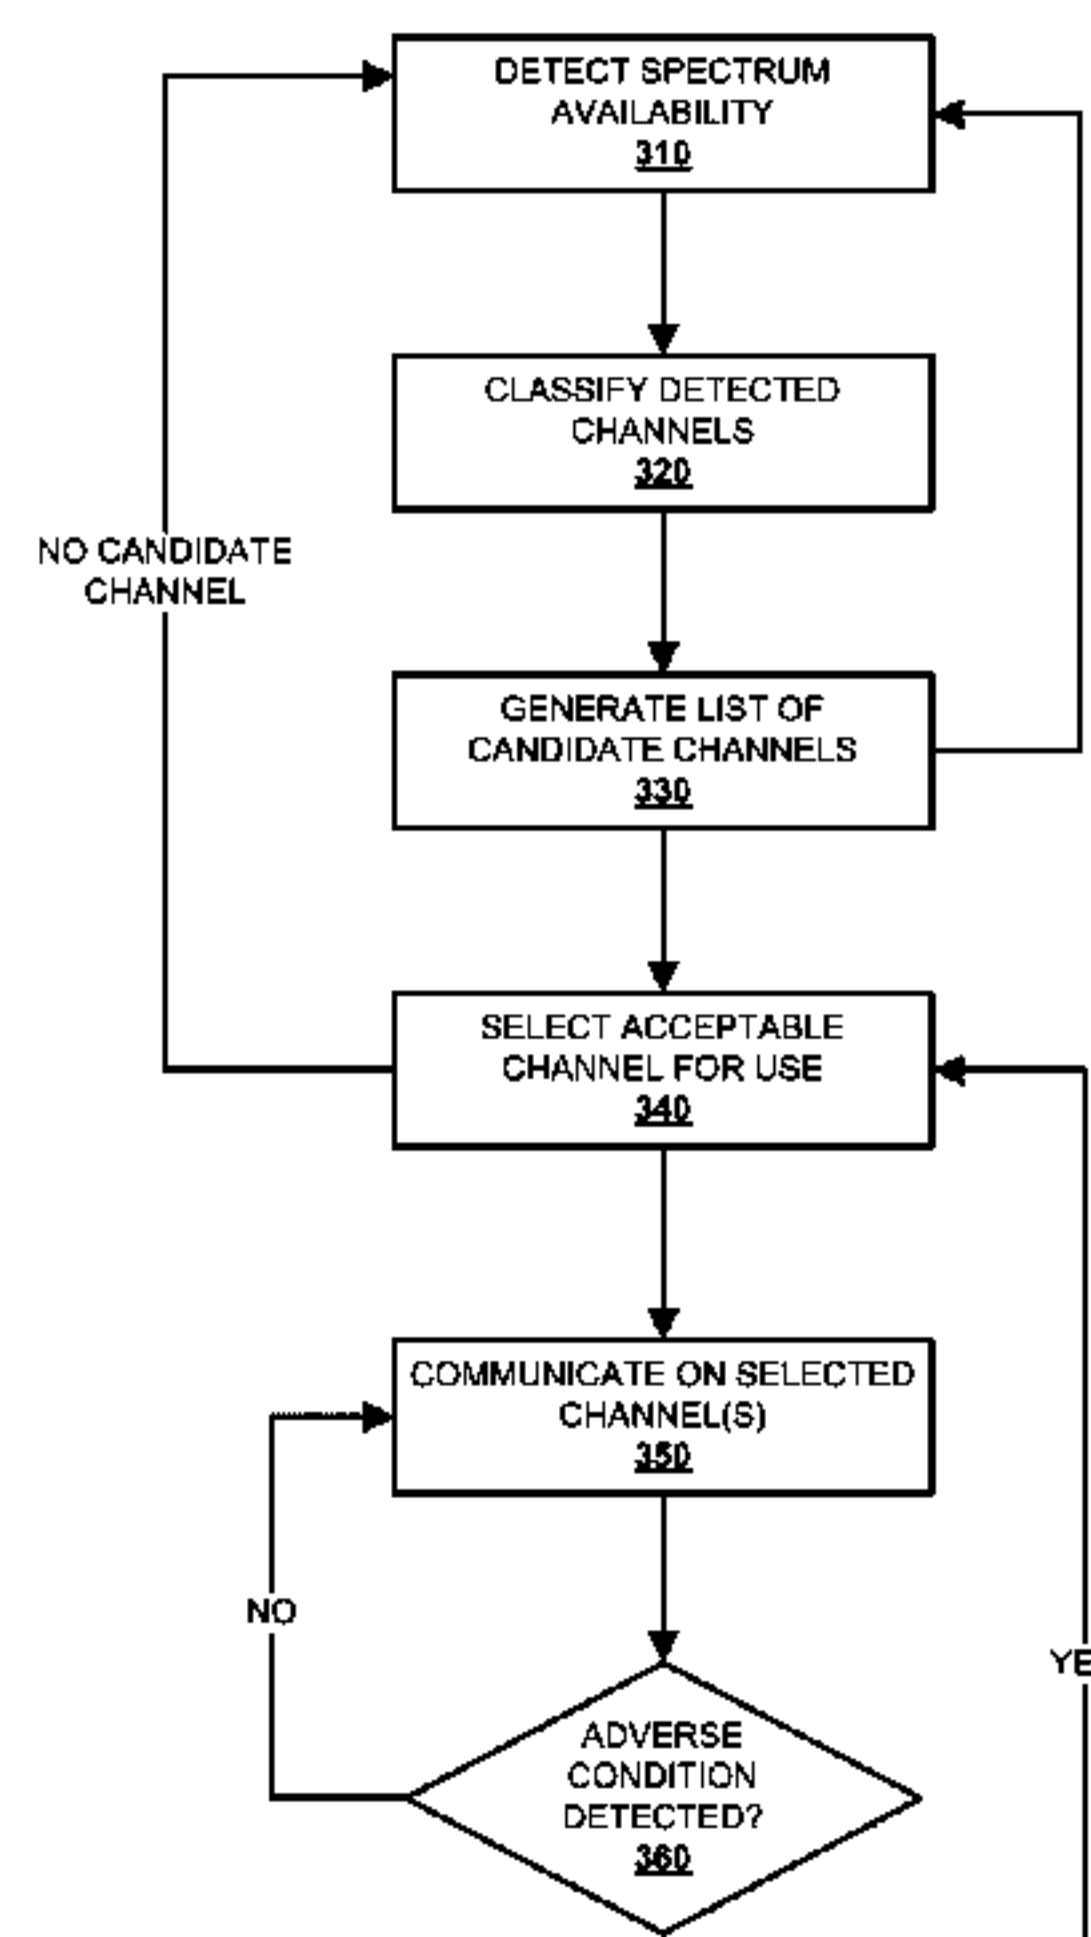 DETECT SPECTRUM
AVAILABILITY
310
CLASSIFY DETECTED
CHANNELS
320
NO CANDIDATE
CHANNEL
GENERATE LIST OF
CANDIDATE CHANNELS
330
SELECT ACCEPTABLE
CHANNEL FOR USE
340
COMMUNICATE ON SELECTED
CHANNEL(S)
350
NO
ADVERSE
CONDITION
DETECTED?
360